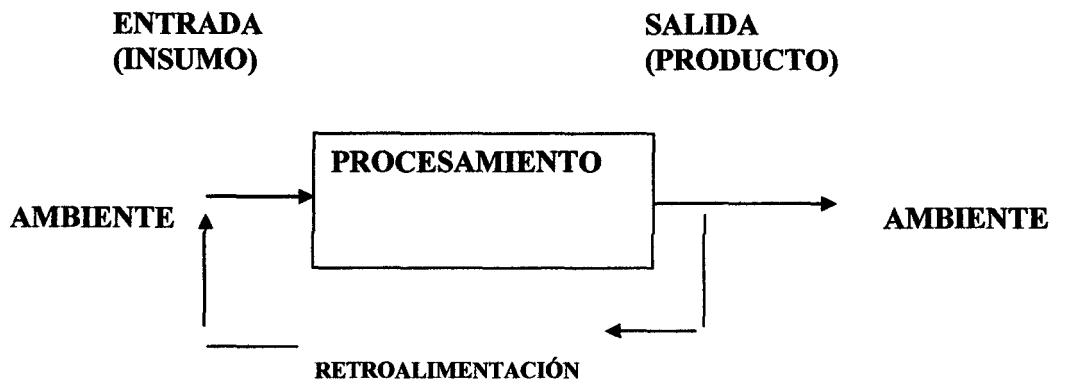 ENTRADA
(INSUMO)
SALIDA
(PRODUCTO)
PROCESAMIENTO
AMBIENTE
AMBIENTE
RETROALIMENTACIÓN